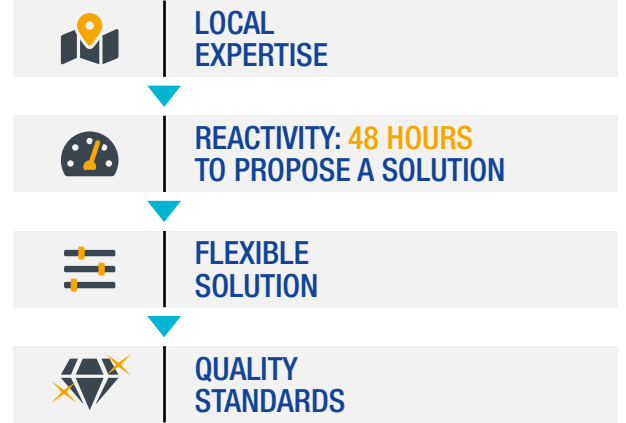 LOCAL
EXPERTISE
REACTIVITY: 48 HOURS
TO PROPOSE A SOLUTION
FLEXIBLE
SOLUTION
QUALITY
STANDARDS